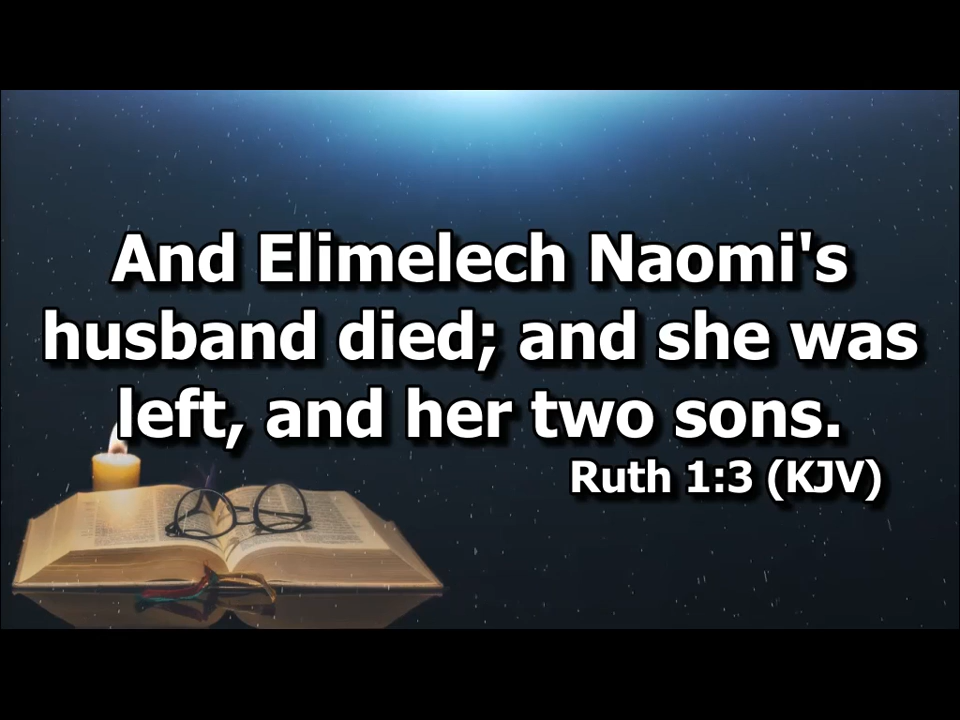 And Elimelech Naomi's
husband died; and she was
left, and her two sons.
Ruth 1:3 (KJV)